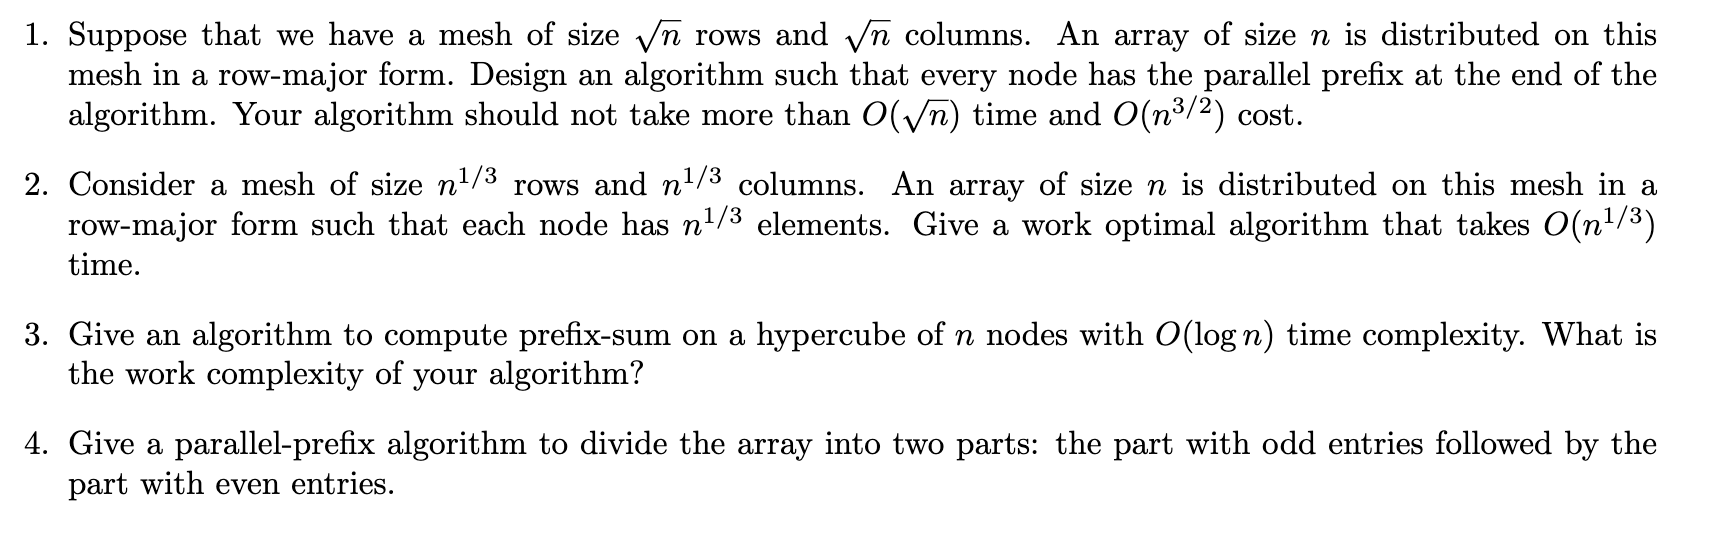 1. Suppose that we have a mesh of size √n rows and √n columns. An array of size n is distributed on this
mesh in a row-major form. Design an algorithm such that every node has the parallel prefix at the end of the
algorithm. Your algorithm should not take more than O(√n) time and O(n^{3/2}) cost.
2. Consider a mesh of size n^{1/3} rows and n^{1/3} columns. An array of size n is distributed on this mesh in a
row-major form such that each node has n^{1/3} elements. Give a work optimal algorithm that takes O(n^{1/3})
time.
3. Give an algorithm to compute prefix-sum on a hypercube of n nodes with O(log n) time complexity. What is
the work complexity of your algorithm?
4. Give a parallel-prefix algorithm to divide the array into two parts: the part with odd entries followed by the
part with even entries.